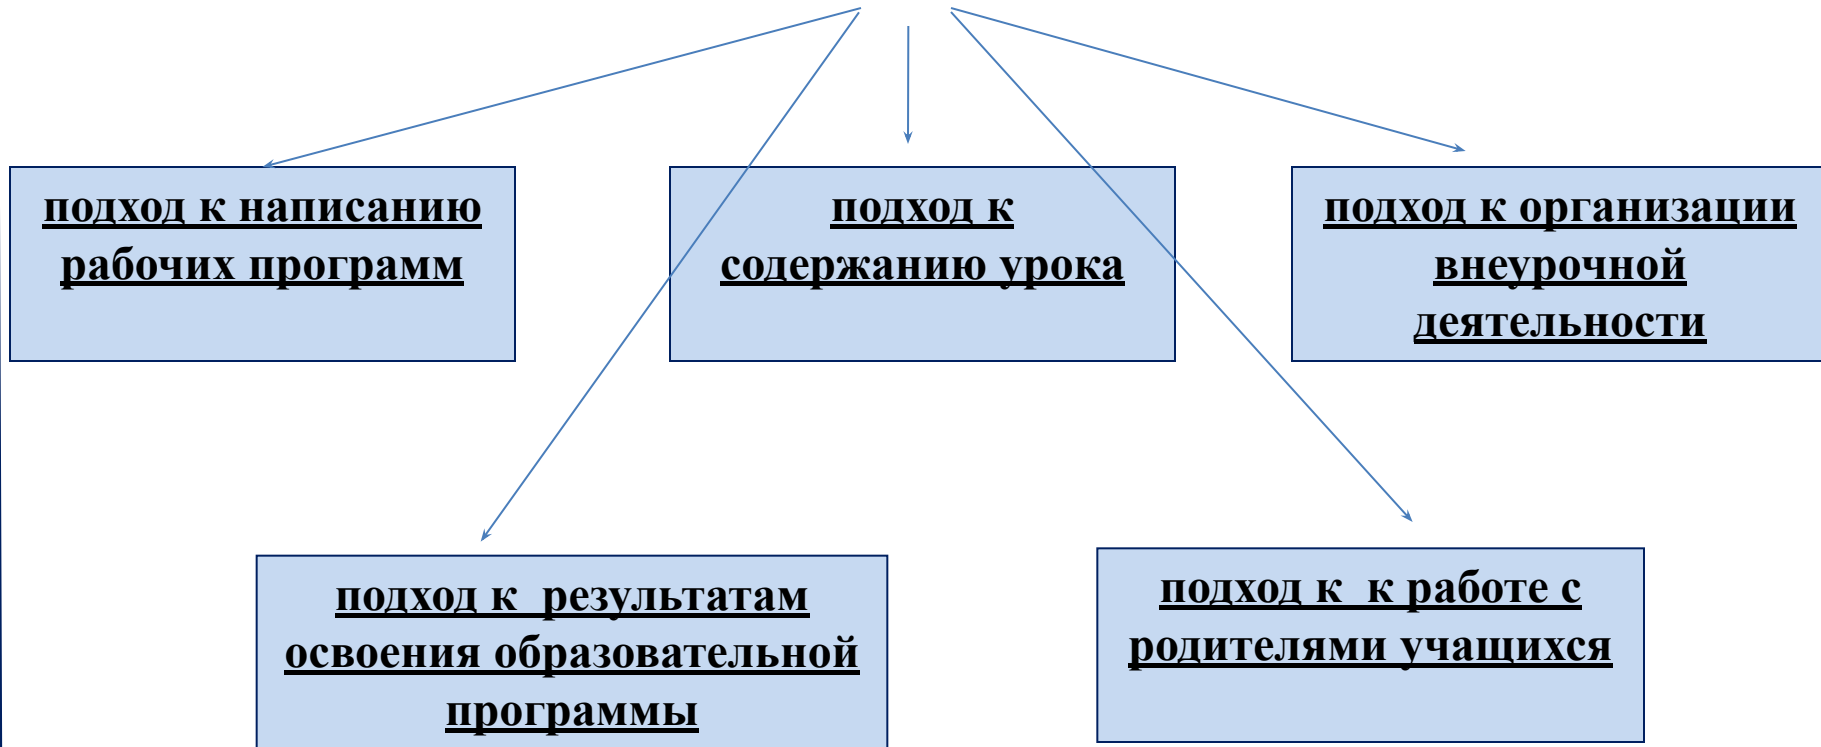 подход к написанию
рабочих программ
подход к
содержанию урока
подход к организации
внеурочной
деятельности
подход к  результатам
освоения образовательной
программы
подход к  к работе с
родителями учащихся